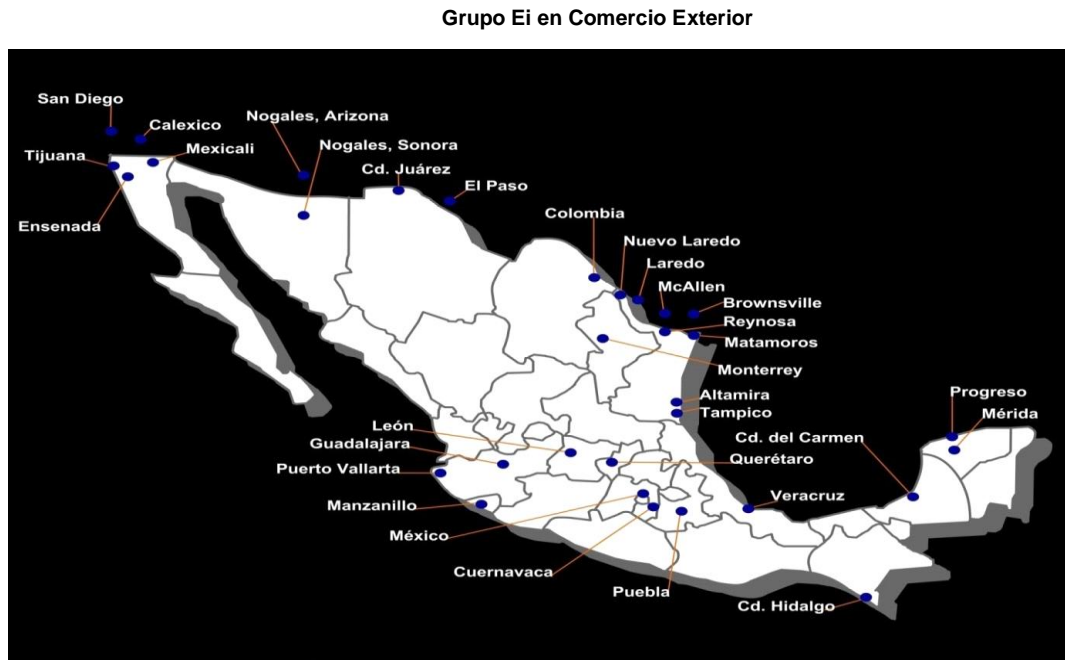 Grupo Ei en Comercio Exterior
San Diego
Calexico
Nogales, Arizona
Mexicali
Nogales, Sonora
Tijuana
Cd. Juárez
El Paso
Ensenada
Colombia
Nuevo Laredo
Laredo
McAllen
Brownsville
Reynosa
Matamoros
Monterrey
Altamira
Tampico
Progreso
Mérida
León
Guadalajara
Puerto Vallarta
Cd. del Carmen
Querétaro
Manzanillo
Veracruz
México
Cuernavaca
Puebla
Cd. Hidalgo